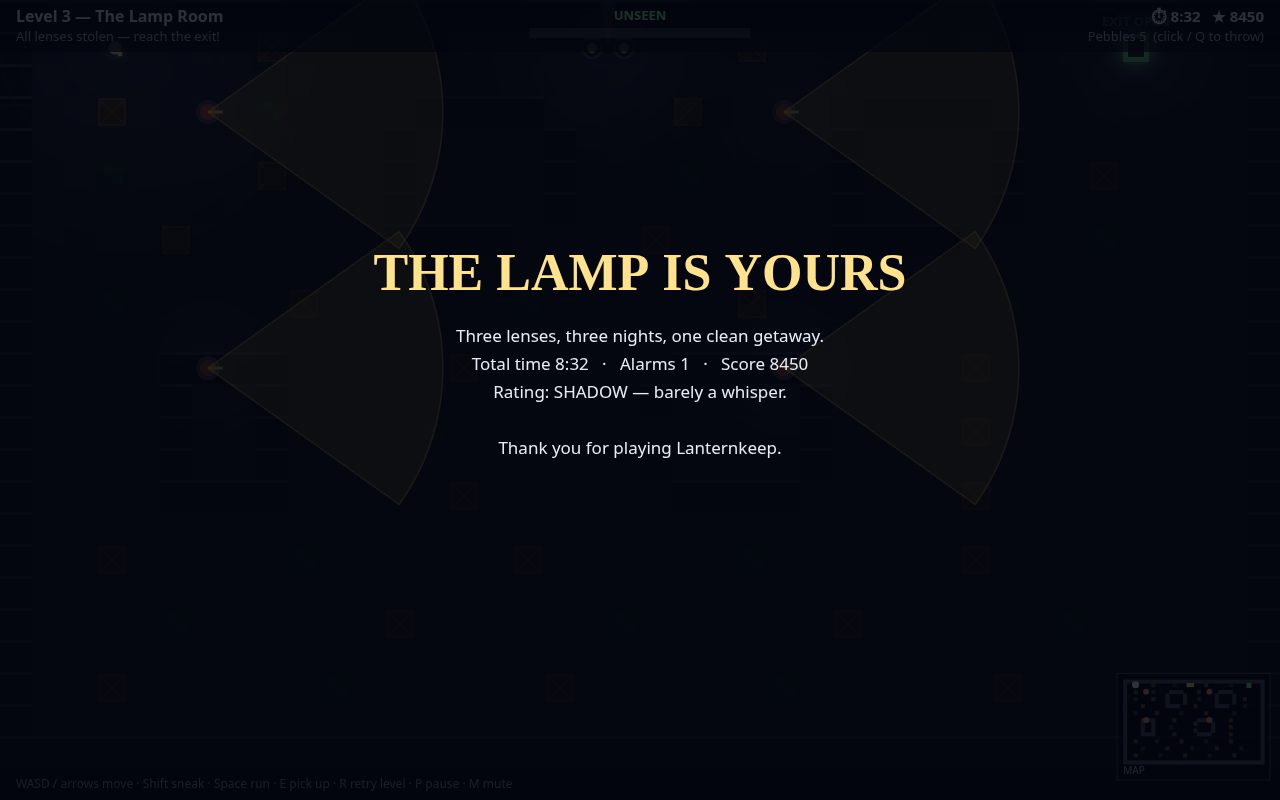 Level 3 — The Lamp Room
All lenses stolen — reach the exit!
UNSEEN
8:32 ★ 8450
Pebbles 5 (click / Q to throw)
THE LAMP IS YOURS
Three lenses, three nights, one clean getaway.
Total time 8:32 · Alarms 1 · Score 8450
Rating: SHADOW — barely a whisper.
Thank you for playing Lanternkeep.
MAP
WASD / arrows move · Shift sneak · Space run · E pick up · R retry level · P pause · M mute